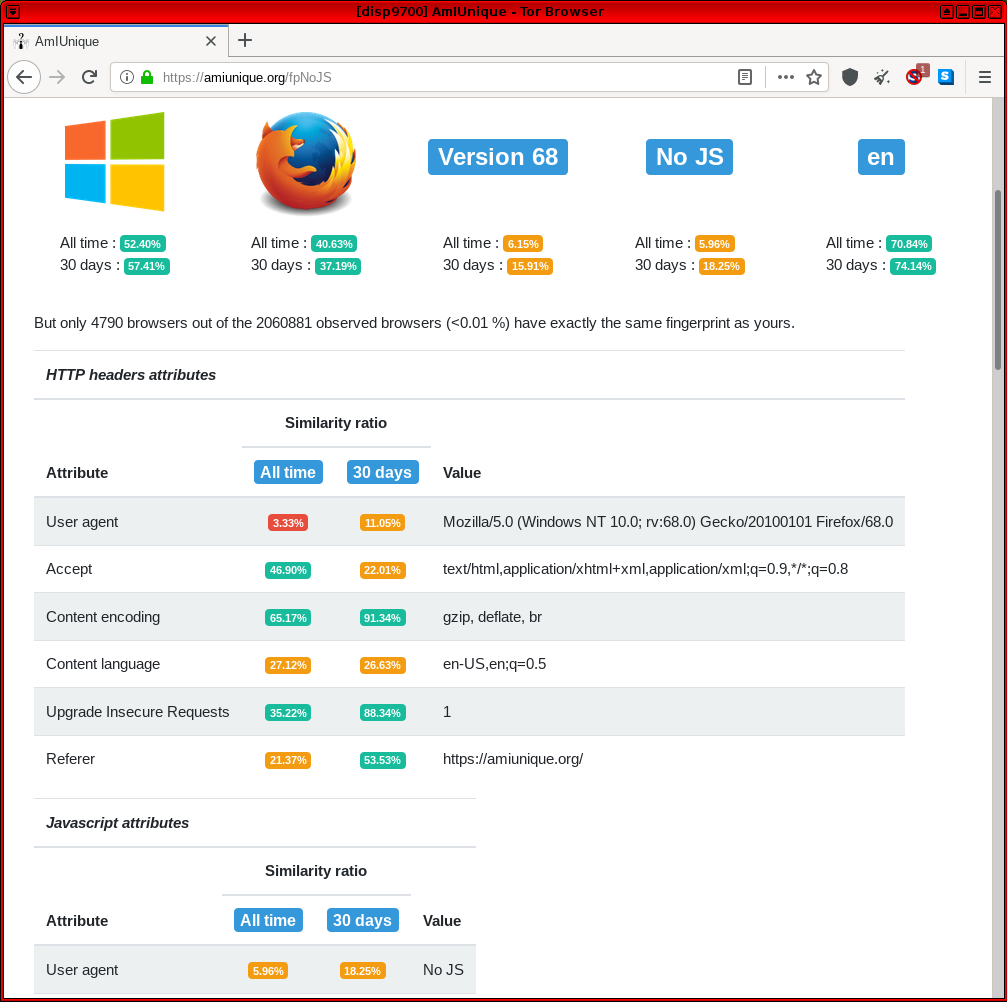 [disp9700] AmIUnique - Tor Browser
AmIUnique
https://amiunique.org/fpNoJS
1
S
Version 68
No JS
en
All time : 52.40%
All time : 40.63%
All time : 6.15%
All time : 5.96%
All time : 70.84%
30 days : 57.41%
30 days : 37.19%
30 days : 15.91%
30 days : 18.25%
30 days : 74.14%
But only 4790 browsers out of the 2060881 observed browsers (<0.01 %) have exactly the same fingerprint as yours.
HTTP headers attributes
Similarity ratio
Attribute All time 30 days Value
User agent 3.33% 11.05% Mozilla/5.0 (Windows NT 10.0; rv:68.0) Gecko/20100101 Firefox/68.0
Accept 46.90% 22.01% text/html,application/xhtml+xml,application/xml;q=0.9,*/*;q=0.8
Content encoding 65.17% 91.34% gzip, deflate, br
Content language 27.12% 26.63% en-US,en;q=0.5
Upgrade Insecure Requests 35.22% 88.34% 1
Referer 21.37% 53.53% https://amiunique.org/
Javascript attributes
Similarity ratio
Attribute All time 30 days Value
User agent 5.96% 18.25% No JS